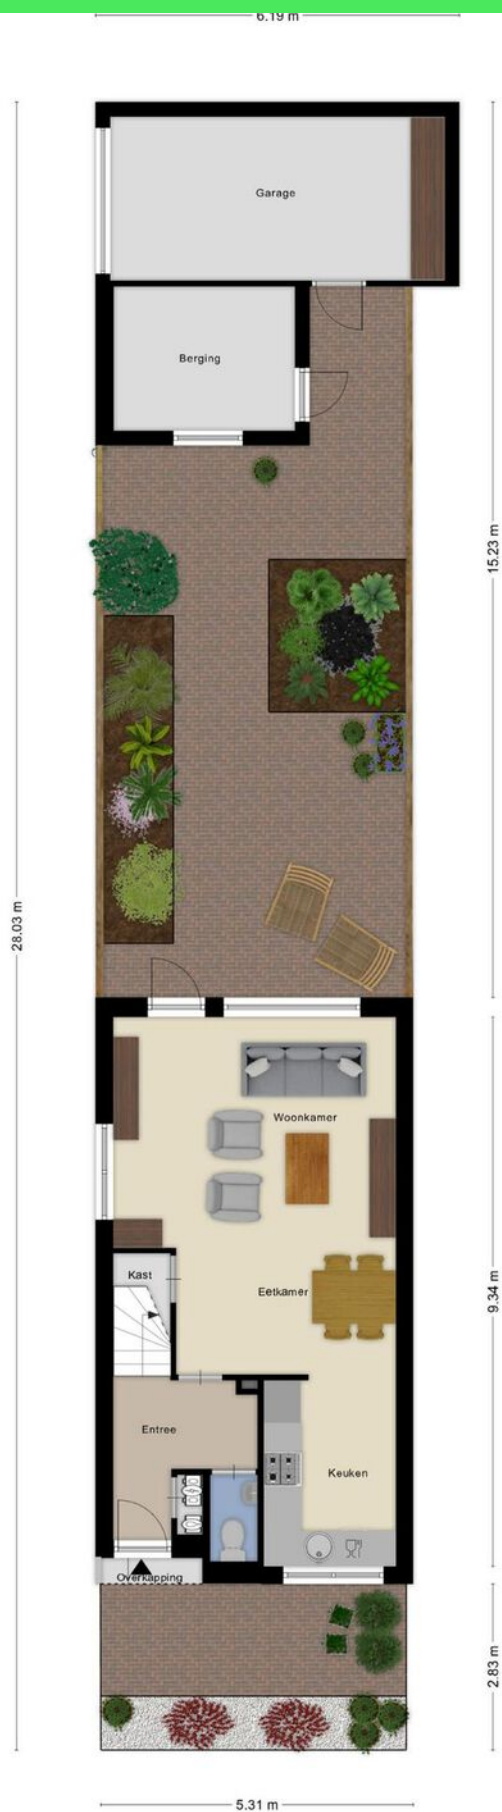 6.19 m
Garage
Berging
15.23 m
28.03 m
Woonkamer
Kast
Eetkamer
9.34 m
Entree
Keuken
Overkapping
2.83 m
5.31 m